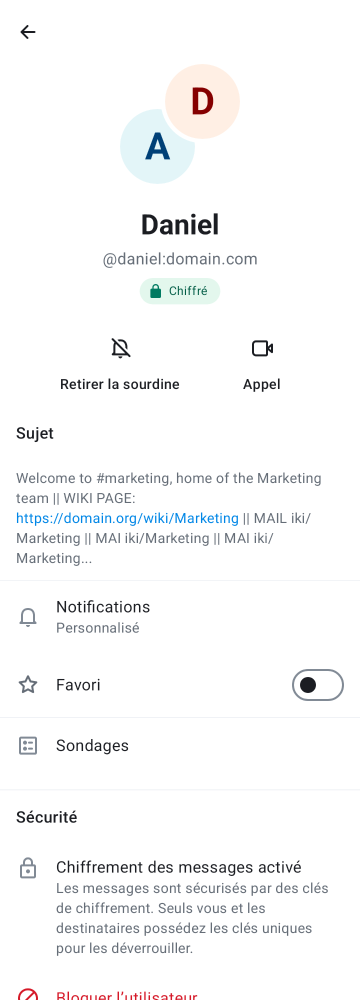 D
A
Daniel
@daniel:domain.com
Chiffré
Retirer la sourdine
Appel
Sujet
Welcome to #marketing, home of the Marketing
team || WIKI PAGE:
https://domain.org/wiki/Marketing || MAIL iki/
Marketing || MAI iki/Marketing || MAI iki/
Marketing...
Notifications
Personnalisé
Favori
Sondages
Sécurité
Chiffrement des messages activé
Les messages sont sécurisés par des clés
de chiffrement. Seuls vous et les
destinataires possédez les clés uniques
pour les déverrouiller.
Bloquer l’utilisateur